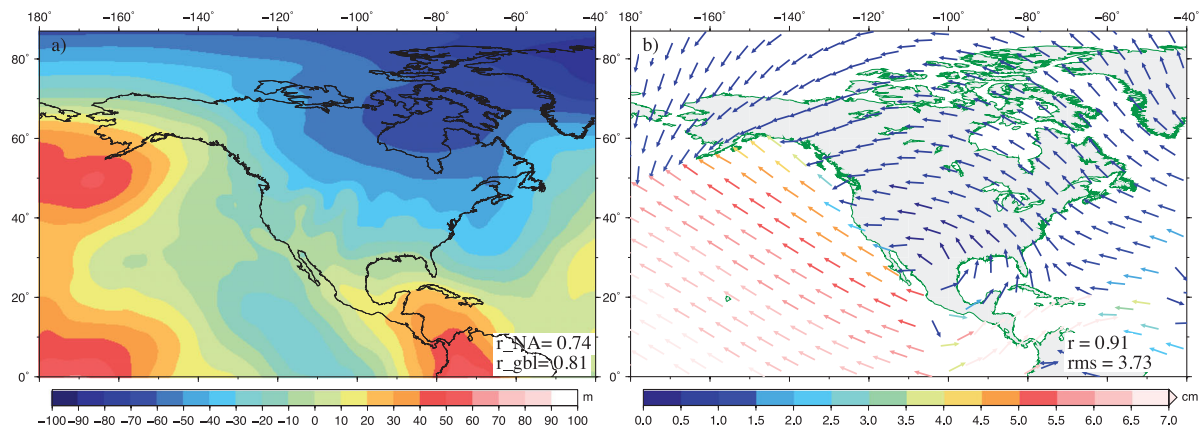 180° −160° −140° −120° −100° −80° −60° −40°
a)
80°
60°
40°
20°
0°
r_NA= 0.74
r_gbl= 0.81
−100 −90 −80 −70 −60 −50 −40 −30 −20 −10 0 10 20 30 40 50 60 70 80 90 100
m
180° −160° −140° −120° −100° −80° −60° −40°
b)
80°
60°
40°
20°
0°
r = 0.91
rms = 3.73
0.0 0.5 1.0 1.5 2.0 2.5 3.0 3.5 4.0 4.5 5.0 5.5 6.0 6.5 7.0
cm